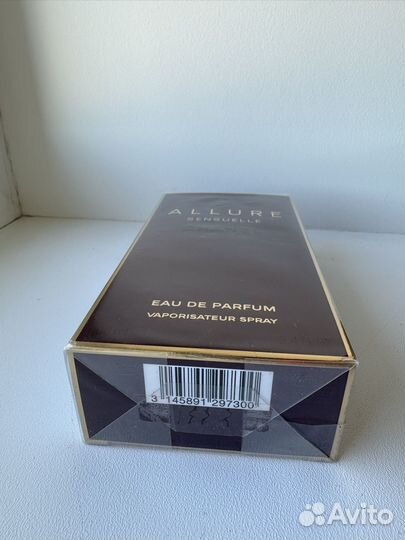 ALLURE
SENSUELLE
EAU DE PARFUM
VAPORISATEUR SPRAY
3 145891 297300
Avito